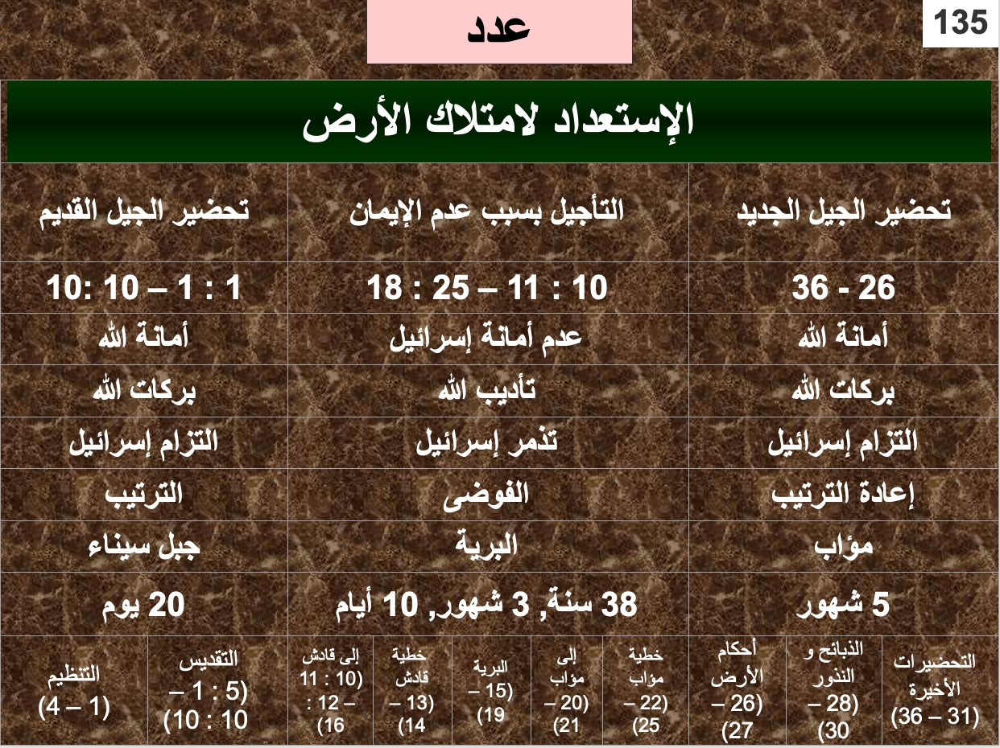 135
عدد
الإستعداد لامتلاك الأرض
تحضير الجيل الجديد
التأجيل بسبب عدم الإيمان
تحضير الجيل القديم
26 - 36
10 : 11 – 25 : 18
1 : 1 – 10 :10
أمانة الله
عدم أمانة إسرائيل
أمانة الله
بركات الله
تأديب الله
بركات الله
التزام إسرائيل
تذمر إسرائيل
التزام إسرائيل
إعادة الترتيب
الفوضى
الترتيب
مؤاب
البرية
جبل سيناء
5 شهور
38 سنة, 3 شهور, 10 أيام
20 يوم
التحضيرات
الأخيرة
(31 – 36)
الذبائح و
النذور
(28 –
30)
أحكام
الأرض
(26 –
27)
خطية
مؤاب
(22 –
25)
إلى
مؤاب
(20 –
21)
البرية
(15 –
19)
خطية
قادش
(13 –
14)
إلى قادش
(10 : 11
– 12 :
16)
التقديس
(5 : 1 –
10 : 10)
التنظيم
(1 – 4)